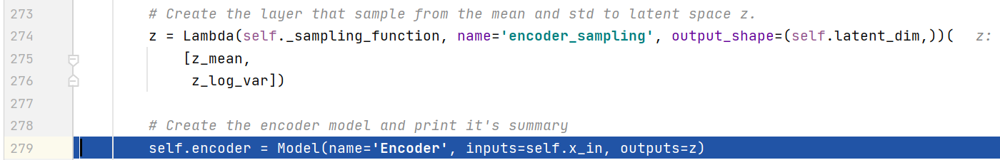 273 # Create the layer that sample from the mean and std to latent space z.
274 z = Lambda(self._sampling_function, name='encoder_sampling', output_shape=(self.latent_dim,))( z:
275 [z_mean,
276 z_log_var])
277
278 # Create the encoder model and print it's summary
279 self.encoder = Model(name='Encoder', inputs=self.x_in, outputs=z)